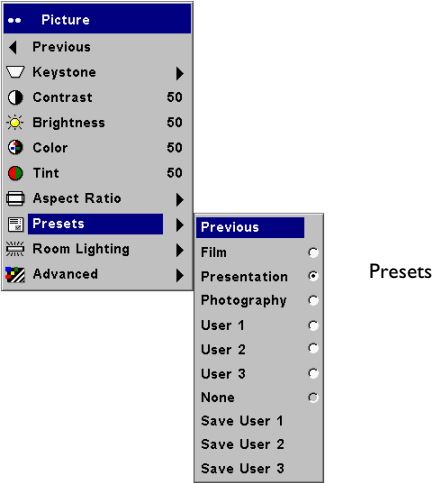 Picture
Previous
Keystone
Contrast 50
Brightness 50
Color 50
Tint 50
Aspect Ratio
Presets
Room Lighting
Advanced
Previous
Film
Presentation
Photography
User 1
User 2
User 3
None
Save User 1
Save User 2
Save User 3
Presets